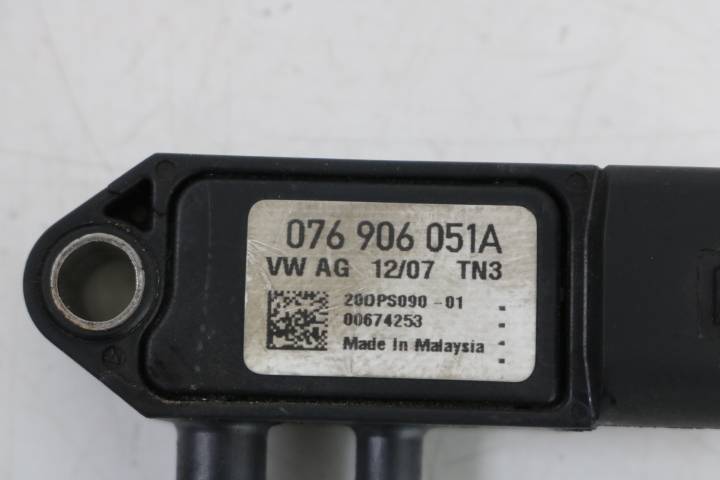 076 906 051A
VW AG 12/07 TN3
20DPS090-01
00674253
Made In Malaysia